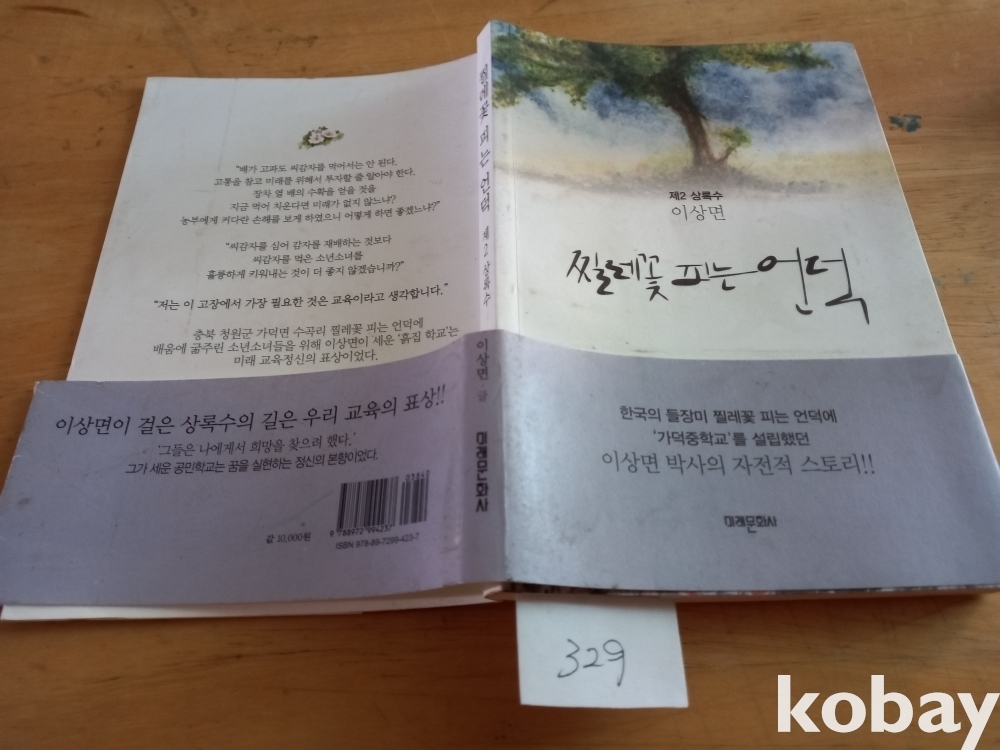 "배가 고파도 씨감자를 먹어서는 안 된다.
고통을 참고 미래를 위해서 투자할 줄 알아야 한다.
장차 열 배의 수확을 얻을 것을
지금 먹어 치운다면 미래가 없지 않느냐?
농부에게 커다란 손해를 보게 하였으니 어떻게 하면 좋겠느냐?"
"씨감자를 심어 감자를 재배하는 것보다
씨감자를 먹은 소년소녀를
훌륭하게 키워내는 것이 더 좋지 않겠습니까?"
"저는 이 고장에서 가장 필요한 것은 교육이라고 생각합니다."
충북 청원군 가덕면 수곡리 찔레꽃 피는 언덕에
배움에 굶주린 소년소녀들을 위해 이상면이 세운 '흙집 학교'는
미래 교육정신의 표상이었다.
이상면이 걸은 상록수의 길은 우리 교육의 표상!!
'그들은 나에게서 희망을 찾으려 했다.'
그가 세운 공민학교는 꿈을 실현하는 정신의 본향이었다.
값 10,000원
03840
9 788972 994237
ISBN 978-89-7299-423-7
찔레꽃 피는 언덕 제2 상록수
이상면 글
미래문화사
제2 상록수
이상면
찔레꽃 피는 언덕
한국의 들장미 찔레꽃 피는 언덕에
'가덕중학교'를 설립했던
이상면 박사의 자전적 스토리!!
미래문화사
329
kobay